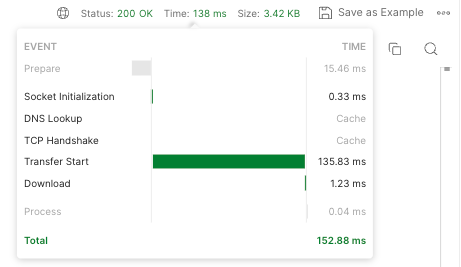 Status: 200 OK Time: 138 ms Size: 3.42 KB Save as Example
EVENT TIME
Prepare 15.46 ms
Socket Initialization 0.33 ms
DNS Lookup Cache
TCP Handshake Cache
Transfer Start 135.83 ms
Download 1.23 ms
Process 0.04 ms
Total 152.88 ms